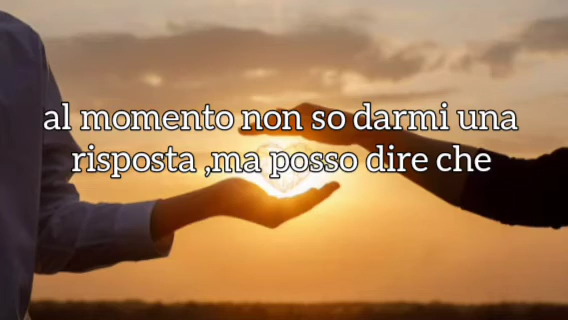 al momento non so darmi una
risposta ,ma posso dire che